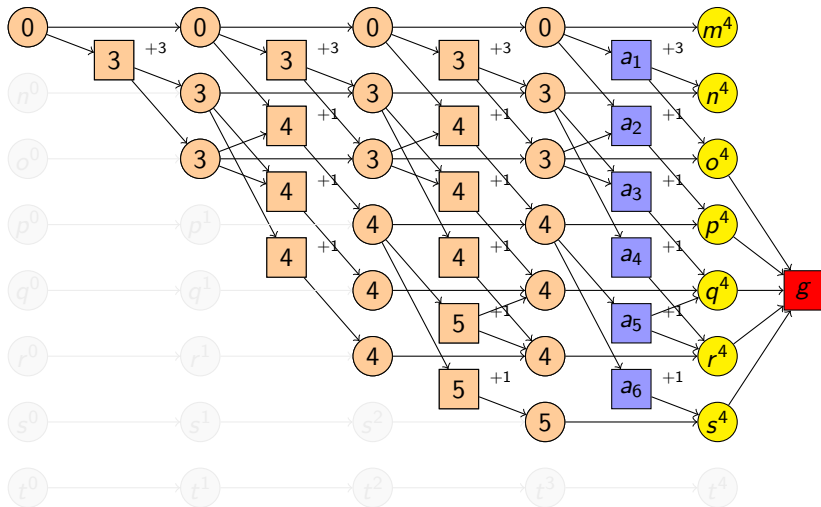 0 0 0 0 m⁴
3 +3 3 +3 3 +3 a₁ +3
n⁰ 3 3 3 n⁴
4 +1 4 +1 a₂ +1
o⁰ 3 3 3 o⁴
4 +1 4 +1 a₃ +1
p⁰ p¹ 4 4 p⁴
4 +1 4 +1 a₄ +1
q⁰ q¹ 4 4 q⁴ g
5 +1 a₅ +1
r⁰ r¹ 4 4 r⁴
5 +1 a₆ +1
s⁰ s¹ s² 5 s⁴
t⁰ t¹ t² t³ t⁴